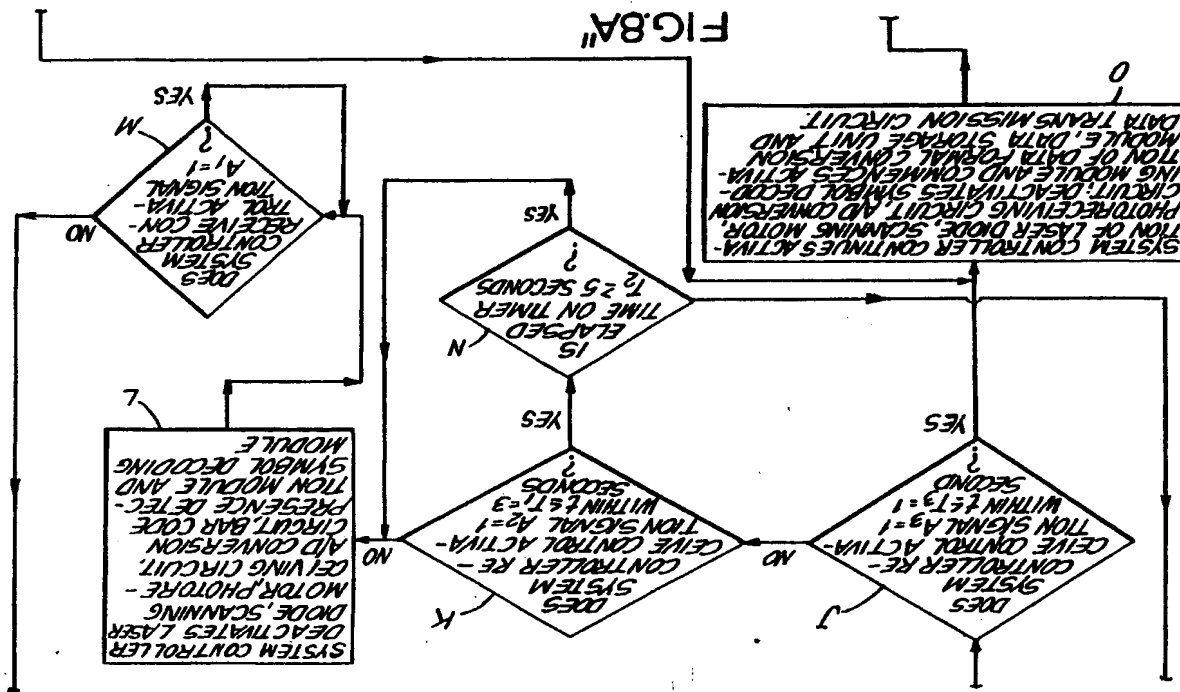 J
DOES
SYSTEM
CONTROLLER RE-
CEIVE CONTROL ACTIVA-
TION SIGNAL A₃=1
WITHIN t≤T₃=1
SECOND
?
NO
YES
K
DOES
SYSTEM
CONTROLLER RE-
CEIVE CONTROL ACTIVA-
TION SIGNAL A₂=1
WITHIN t≤T₁=3
SECONDS
?
NO
YES
SYSTEM CONTROLLER
DEACTIVATES LASER
DIODE, SCANNING
MOTOR, PHOTORE-
CEIVING CIRCUIT,
A/D CONVERSION
CIRCUIT, BAR CODE
PRESENCE DETEC-
TION MODULE AND
SYMBOL DECODING
MODULE
L
N
IS
ELAPSED
TIME ON TIMER
T₂≥5 SECONDS
?
YES
DOES
SYSTEM
CONTROLLER
RECEIVE CON-
TROL ACTIVA-
TION SIGNAL
A₁=1
?
M
NO
YES
SYSTEM CONTROLLER CONTINUES ACTIVA-
TION OF LASER DIODE, SCANNING, MOTOR,
PHOTORECEIVING CIRCUIT, A/D CONVERSION
CIRCUIT, DEACTIVATES SYMBOL DECOD-
ING MODULE AND COMMENCES ACTIVA-
TION OF DATA FORMAL CONVERSION
MODULE, DATA STORAGE UNIT AND
DATA TRANSMISSION CIRCUIT.
O
FIG.8A"